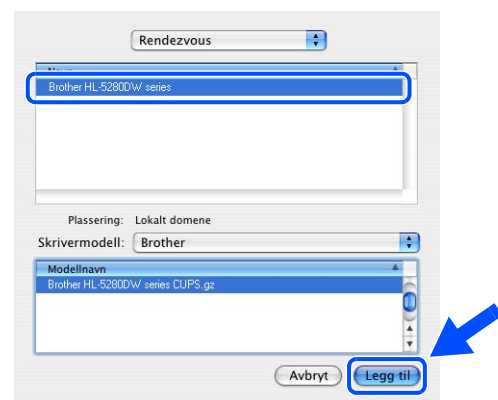 Rendezvous
Brother HL-5280DW series
Plassering: Lokalt domene
Skrivermodell: Brother
Modellnavn
Brother HL-5280DW series CUPS.gz
Avbryt Legg til